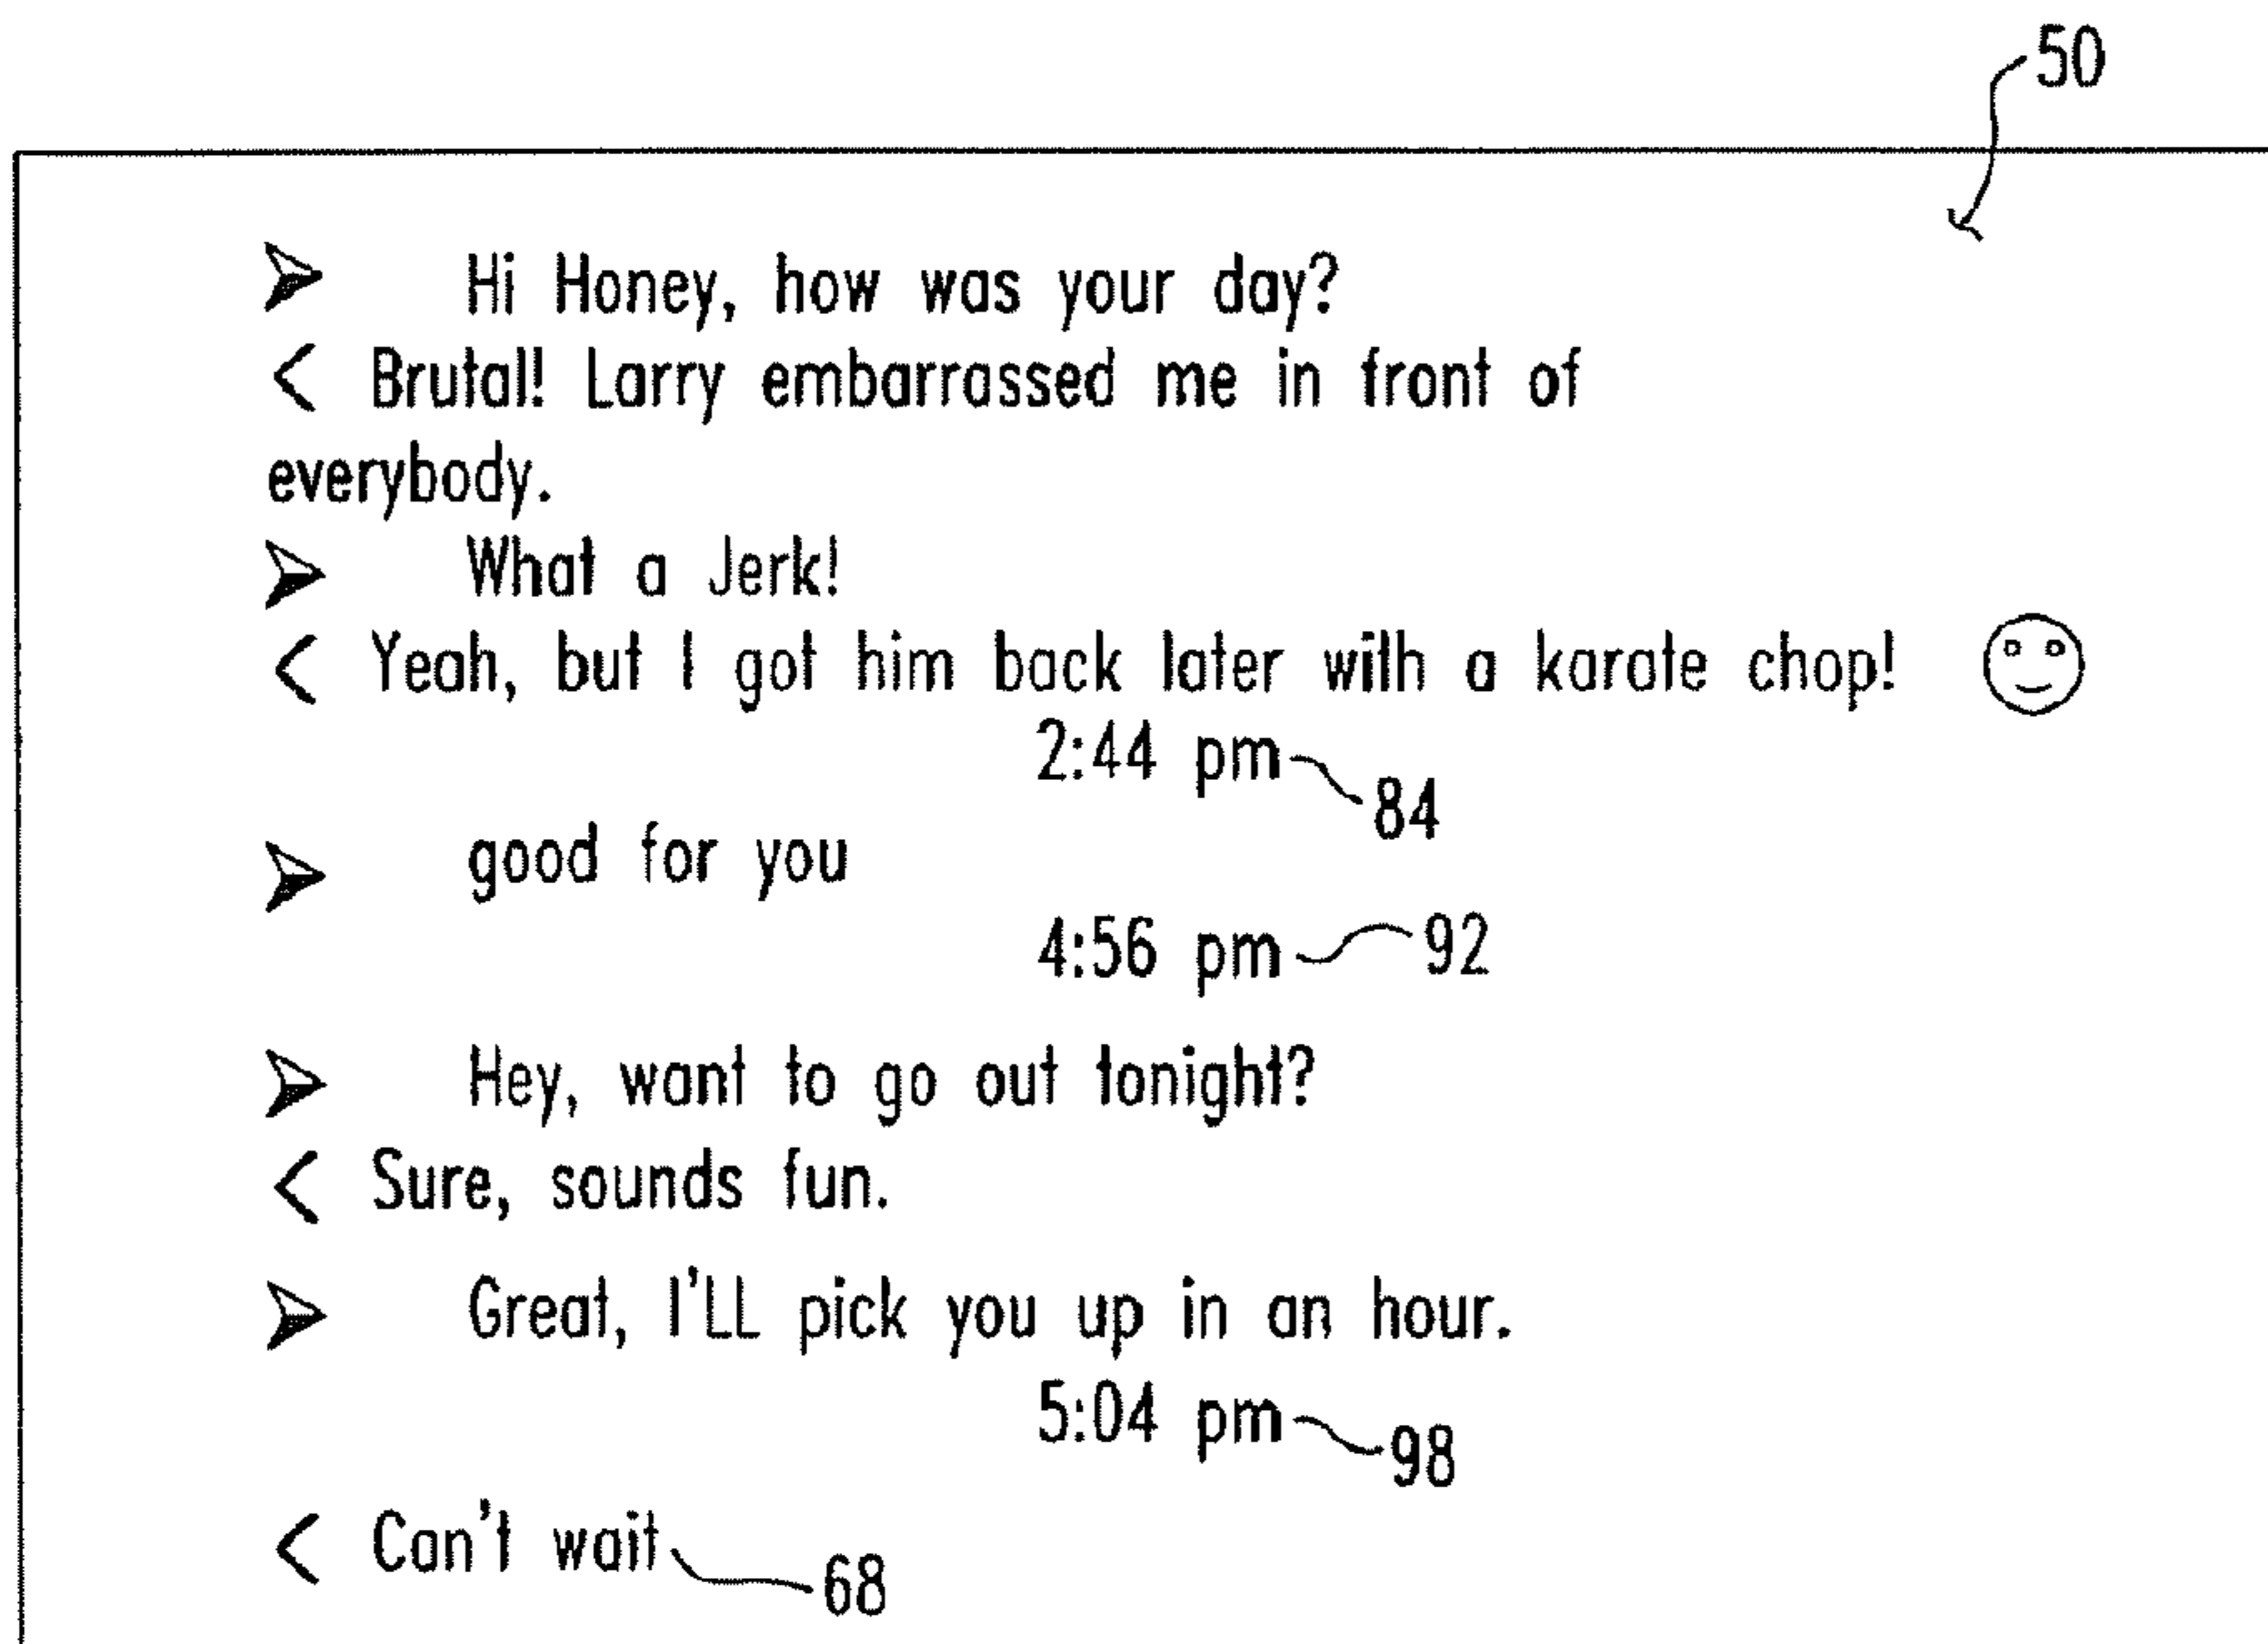 50
➢ Hi Honey, how was your day?
< Brutal! Larry embarrassed me in front of
everybody.
➢ What a Jerk!
< Yeah, but I got him back later with a karate chop!
2:44 pm 84
➢ good for you
4:56 pm 92
➢ Hey, want to go out tonight?
< Sure, sounds fun.
➢ Great, I'LL pick you up in an hour.
5:04 pm 98
< Can't wait 68